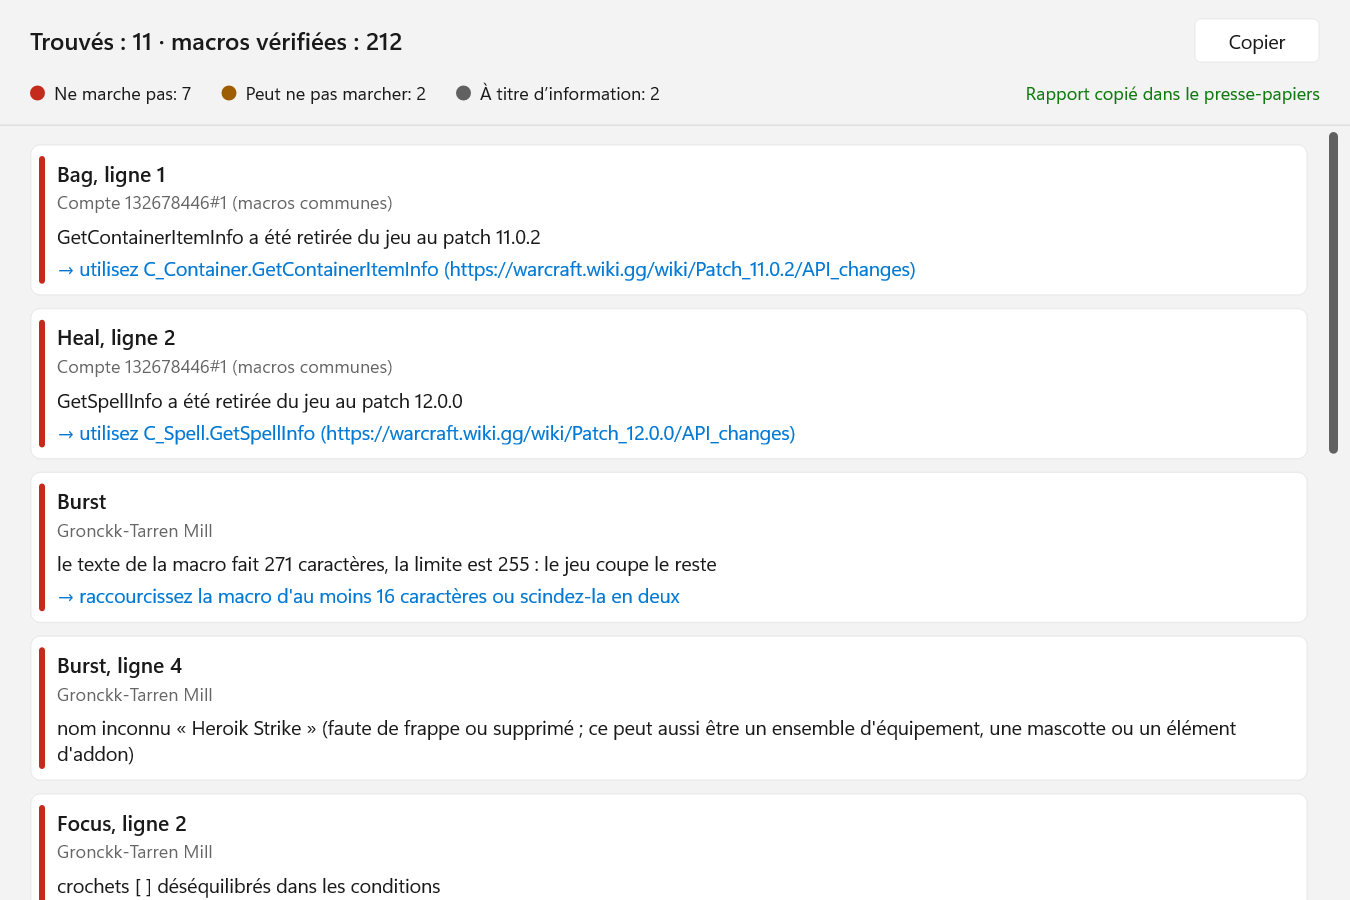 Trouvés : 11 · macros vérifiées : 212
Copier
Ne marche pas: 7
Peut ne pas marcher: 2
À titre d’information: 2
Rapport copié dans le presse-papiers
Bag, ligne 1
Compte 132678446#1 (macros communes)
GetContainerItemInfo a été retirée du jeu au patch 11.0.2
→ utilisez C_Container.GetContainerItemInfo (https://warcraft.wiki.gg/wiki/Patch_11.0.2/API_changes)
Heal, ligne 2
Compte 132678446#1 (macros communes)
GetSpellInfo a été retirée du jeu au patch 12.0.0
→ utilisez C_Spell.GetSpellInfo (https://warcraft.wiki.gg/wiki/Patch_12.0.0/API_changes)
Burst
Gronckk-Tarren Mill
le texte de la macro fait 271 caractères, la limite est 255 : le jeu coupe le reste
→ raccourcissez la macro d'au moins 16 caractères ou scindez-la en deux
Burst, ligne 4
Gronckk-Tarren Mill
nom inconnu « Heroik Strike » (faute de frappe ou supprimé ; ce peut aussi être un ensemble d'équipement, une mascotte ou un élément
d'addon)
Focus, ligne 2
Gronckk-Tarren Mill
crochets [ ] déséquilibrés dans les conditions